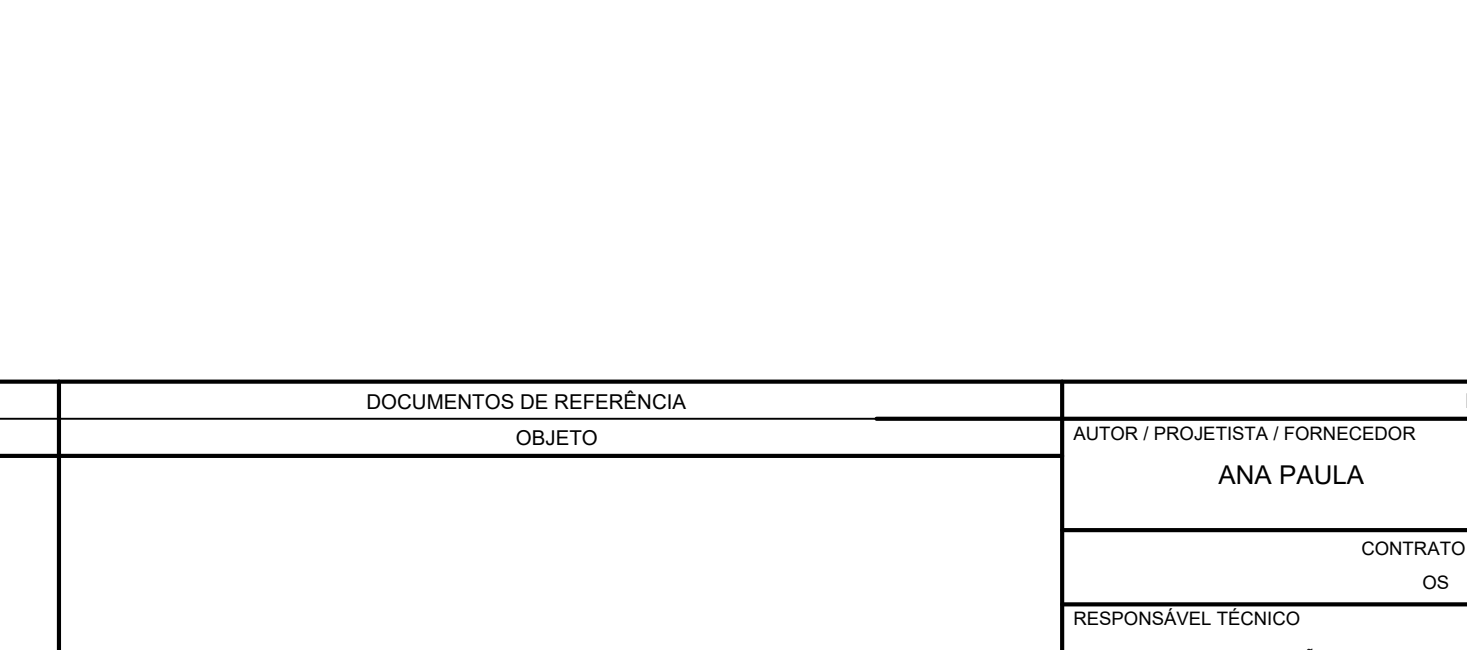 DOCUMENTOS DE REFERÊNCIA
OBJETO
AUTOR / PROJETISTA / FORNECEDOR
ANA PAULA
CONTRATO
OS
RESPONSÁVEL TÉCNICO